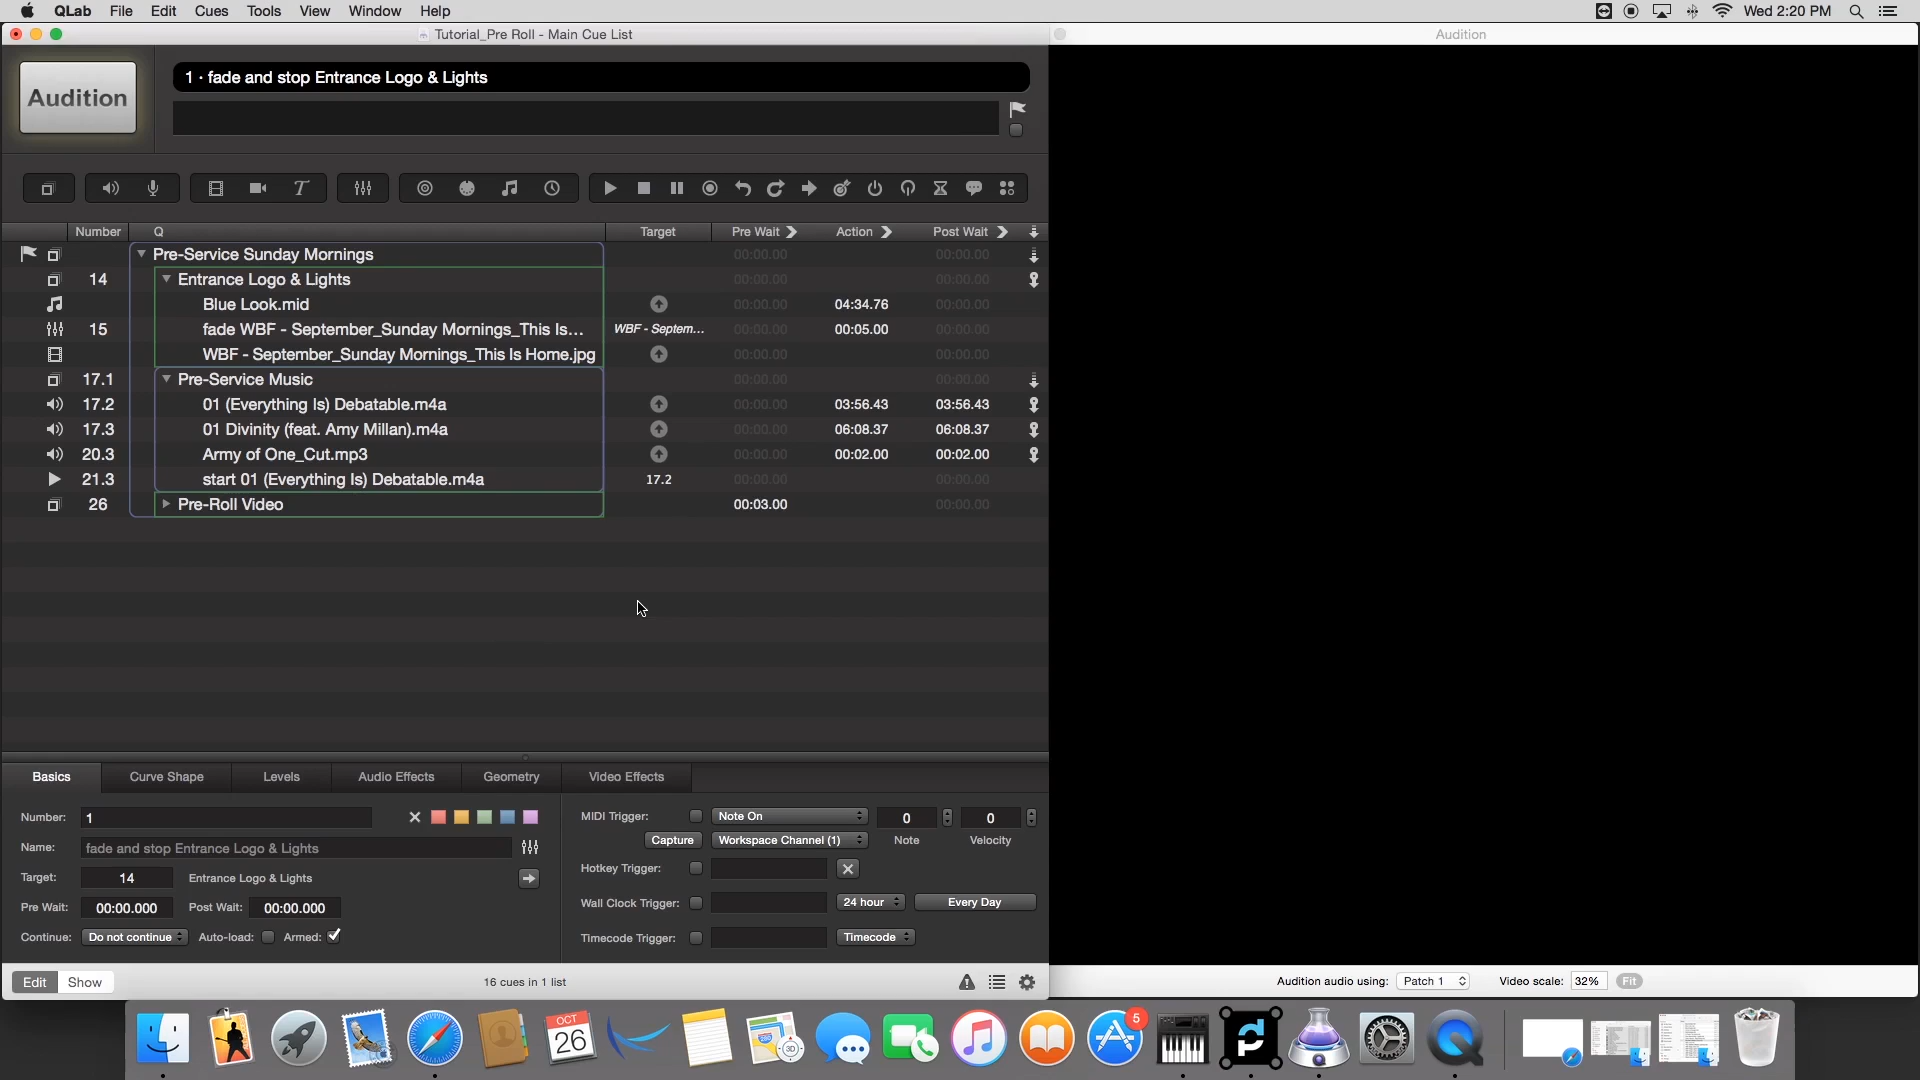 QLab File Edit Cues Tools View Window Help Wed 2:20 PM
Tutorial_Pre Roll - Main Cue List
Audition
Audition
1 · fade and stop Entrance Logo & Lights
Number Q Target Pre Wait Action Post Wait
Pre-Service Sunday Mornings 00:00.00 00:00.00
14 Entrance Logo & Lights 00:00.00 00:00.00
Blue Look.mid 00:00.00 04:34.76 00:00.00
15 fade WBF - September_Sunday Mornings_This Is... WBF - Septem... 00:00.00 00:05.00 00:00.00
WBF - September_Sunday Mornings_This Is Home.jpg 00:00.00 00:00.00
17.1 Pre-Service Music 00:00.00 00:00.00
17.2 01 (Everything Is) Debatable.m4a 00:00.00 03:56.43 03:56.43
17.3 01 Divinity (feat. Amy Millan).m4a 00:00.00 06:08.37 06:08.37
20.3 Army of One_Cut.mp3 00:00.00 00:02.00 00:02.00
21.3 start 01 (Everything Is) Debatable.m4a 17.2 00:00.00 00:00.00
26 Pre-Roll Video 00:03.00 00:00.00
Basics Curve Shape Levels Audio Effects Geometry Video Effects
Number: 1
Name: fade and stop Entrance Logo & Lights
Target: 14 Entrance Logo & Lights
Pre Wait: 00:00.000 Post Wait: 00:00.000
Continue: Do not continue Auto-load: Armed:
MIDI Trigger: Note On 0 0
Capture Workspace Channel (1) Note Velocity
Hotkey Trigger:
Wall Clock Trigger: 24 hour Every Day
Timecode Trigger: Timecode
Edit Show 16 cues in 1 list
Audition audio using: Patch 1 Video scale: 32% Fit
OCT
26
5